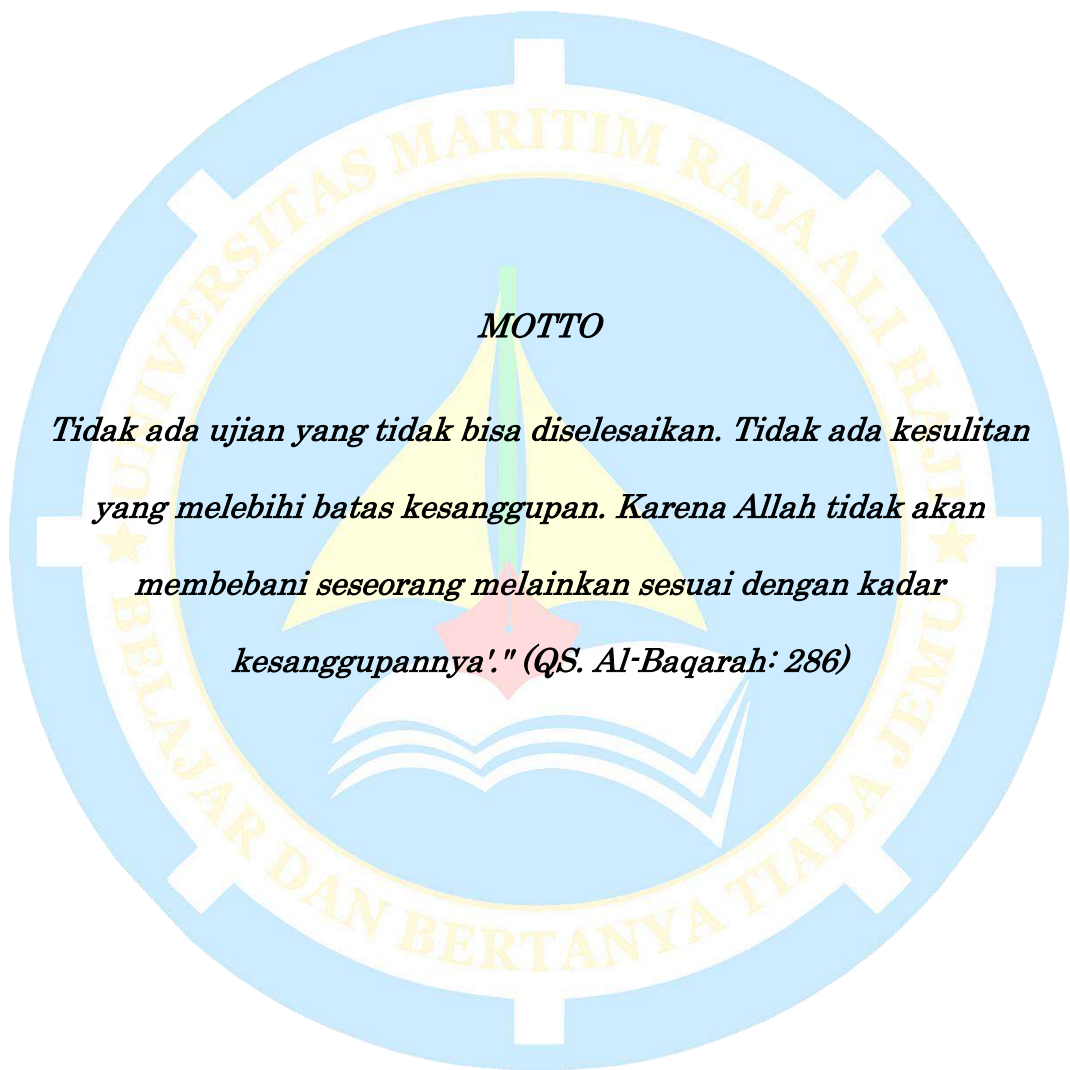 UNIVERSITAS MARITIM RAJA ALI HAJI
MOTTO
Tidak ada ujian yang tidak bisa diselesaikan. Tidak ada kesulitan
yang melebihi batas kesanggupan. Karena Allah tidak akan
membebani seseorang melainkan sesuai dengan kadar
kesanggupannya'." (QS. Al-Baqarah: 286)
BELAJAR DAN BERTANYA TIADA JEMU